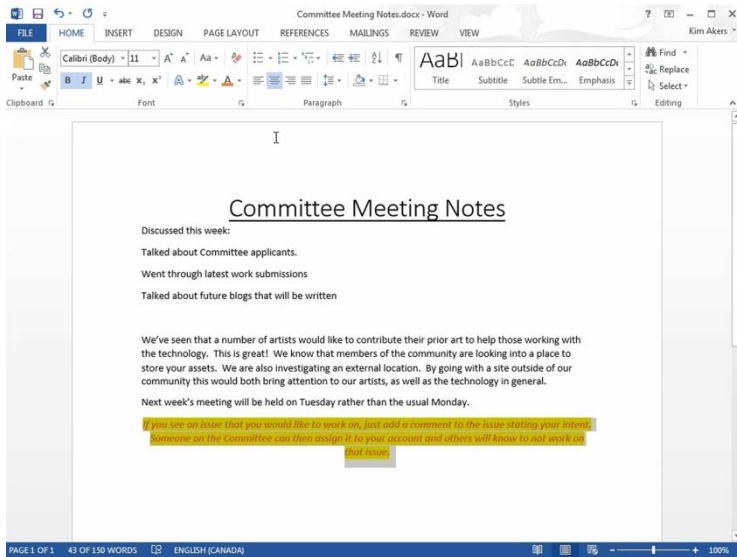 Committee Meeting Notes.docx - Word
Kim Akers
FILE HOME INSERT DESIGN PAGE LAYOUT REFERENCES MAILINGS REVIEW VIEW
Calibri (Body) 11
Paste
B I U abc x, x'
AaBl AaBbCcD AaBbCcDi AaBbCcDt
Title Subtitle Subtle Em... Emphasis
Find
Replace
Select
Clipboard Font Paragraph Styles Editing
Committee Meeting Notes
Discussed this week:
Talked about Committee applicants.
Went through latest work submissions
Talked about future blogs that will be written
We've seen that a number of artists would like to contribute their prior art to help those working with
the technology. This is great! We know that members of the community are looking into a place to
store your assets. We are also investigating an external location. By going with a site outside of our
community this would both bring attention to our artists, as well as the technology in general.
Next week's meeting will be held on Tuesday rather than the usual Monday.
If you see an issue that you would like to work on, just add a comment to the issue stating your intent.
Someone on the Committee can then assign it to your account and others will know to not work on
that issue.
PAGE 1 OF 1 43 OF 150 WORDS ENGLISH (CANADA) 100%